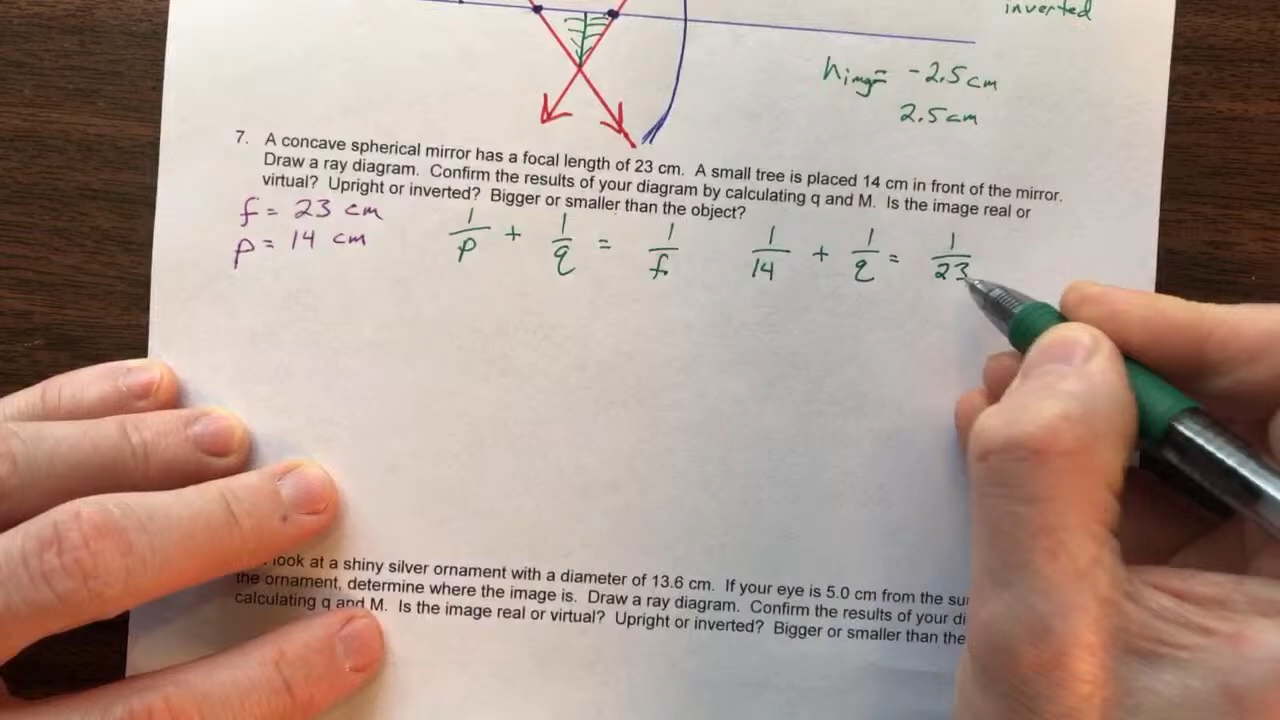 inverted
himg= -2.5cm
2.5cm
7. A concave spherical mirror has a focal length of 23 cm. A small tree is placed 14 cm in front of the mirror.
Draw a ray diagram. Confirm the results of your diagram by calculating q and M. Is the image real or
virtual? Upright or inverted? Bigger or smaller than the object?
f = 23 cm
p = 14 cm
1/p + 1/q = 1/f 1/14 + 1/q = 1/23
look at a shiny silver ornament with a diameter of 13.6 cm. If your eye is 5.0 cm from the
the ornament, determine where the image is. Draw a ray diagram. Confirm the results of your
calculating q and M. Is the image real or virtual? Upright or inverted? Bigger or smaller than the